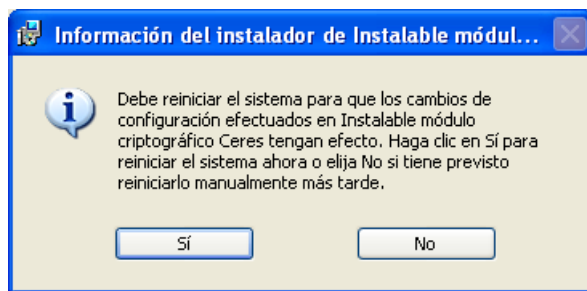 Información del instalador de Instalable módul...
Debe reiniciar el sistema para que los cambios de
configuración efectuados en Instalable módulo
criptográfico Ceres tengan efecto. Haga clic en Sí para
reiniciar el sistema ahora o elija No si tiene previsto
reiniciarlo manualmente más tarde.
Sí
No